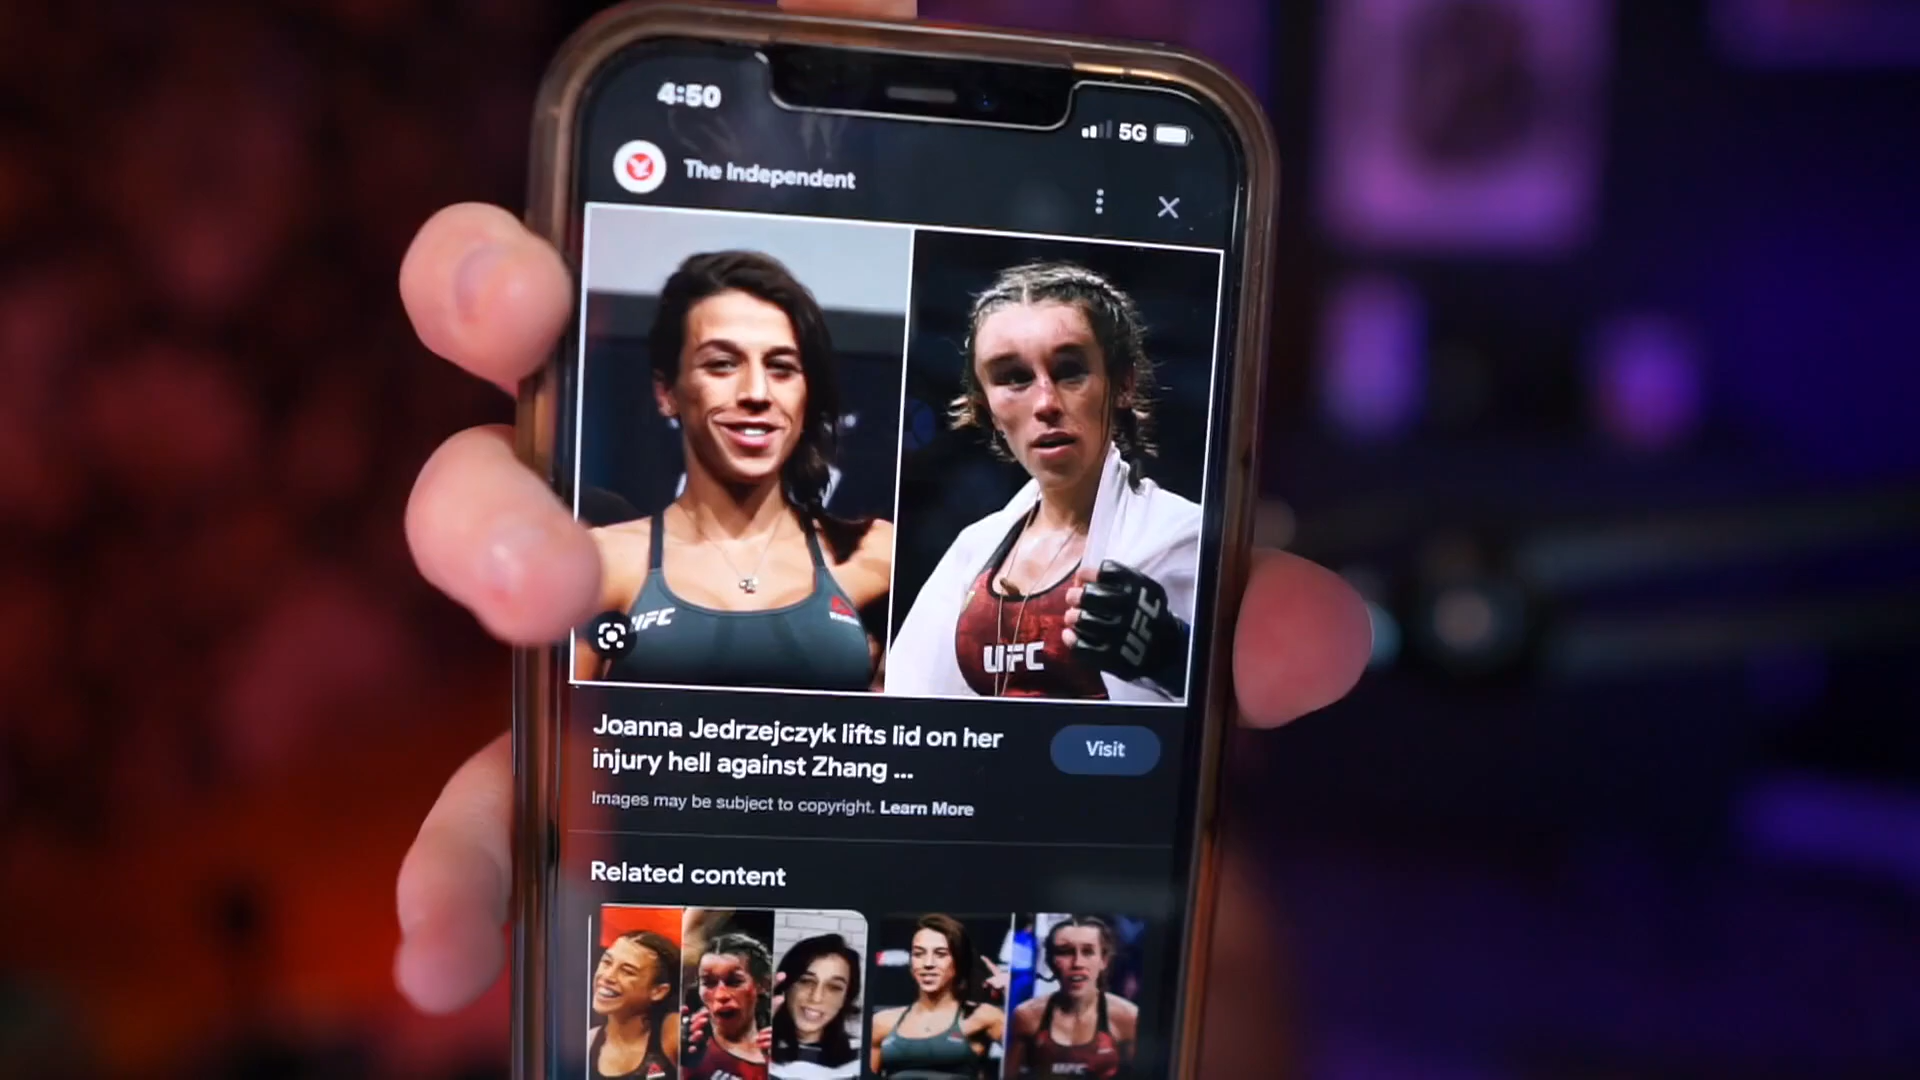 4:50
5G
The Independent
UFC
UFC
UFC
Joanna Jedrzejczyk lifts lid on her
injury hell against Zhang ...
Visit
Images may be subject to copyright. Learn More
Related content
UFC